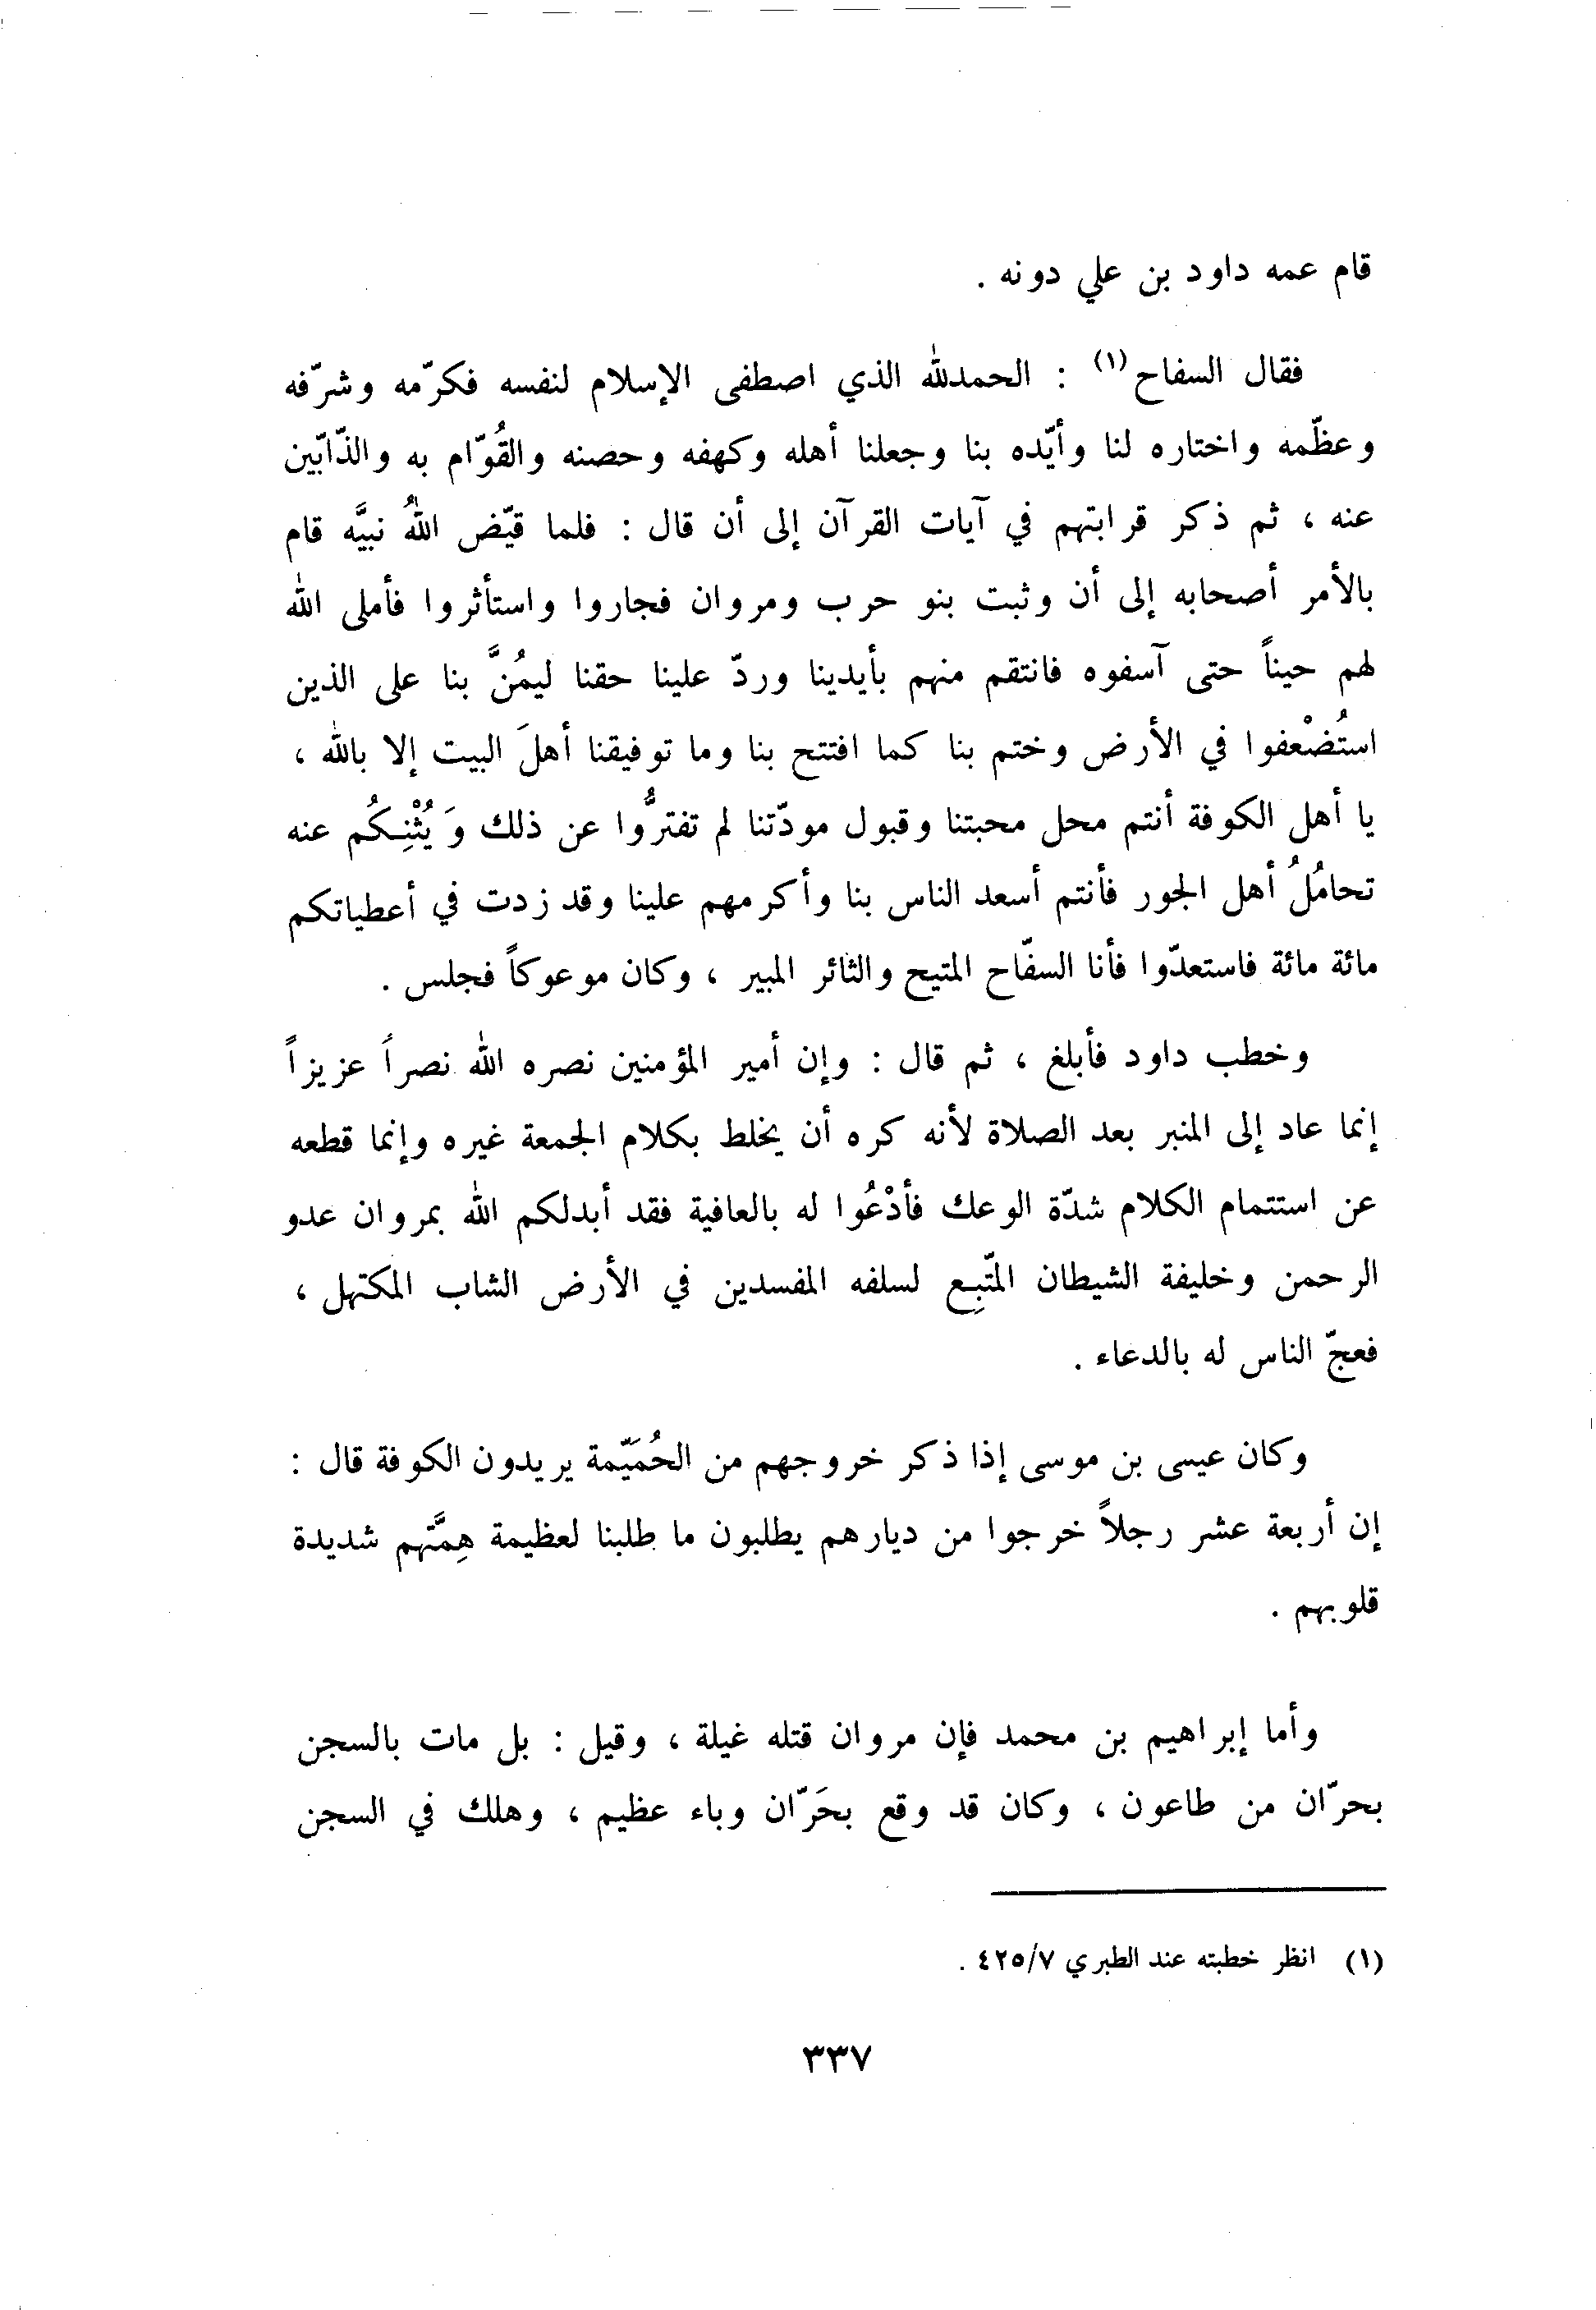 قام عمه داود بن علي دونه .
فقال السفاح (١) : الحمدلله الذي اصطفى الإسلام لنفسه فكرّمه وشرّفه
وعظّمه واختاره لنا وأيّده بنا وجعلنا أهله وكهفه وحصنه والقُوّام به والذّابّين
عنه ، ثم ذكر قرابتهم في آيات القرآن إلى أن قال : فلما قيّض اللهُ نبيَّه قام
بالأمر أصحابه إلى أن وثبت بنو حرب ومروان فجاروا واستأثروا فأملى الله
لهم حيناً حتى آسفوه فانتقم منهم بأيدينا وردّ علينا حقنا ليمُنَّ بنا على الذين
استُضْعفوا في الأرض وختم بنا كما افتتح بنا وما توفيقنا أهلَ البيت إلا بالله ،
يا أهل الكوفة أنتم محل محبتنا وقبول مودّتنا لم تفترُّوا عن ذلك وَ يُثْنِكُم عنه
تحامُلُ أهل الجور فأنتم أسعد الناس بنا وأكرمهم علينا وقد زدت في أعطياتكم
مائة مائة فاستعدّوا فأنا السفّاح المتيح والثائر المبير ، وكان موعوكاً فجلس .
وخطب داود فأبلغ ، ثم قال : وإن أمير المؤمنين نصره الله نصراً عزيزاً
إنما عاد إلى المنبر بعد الصلاة لأنه كره أن يخلط بكلام الجمعة غيره وإنما قطعه
عن استتمام الكلام شدّة الوعك فأدْعُوا له بالعافية فقد أبدلكم الله بمروان عدو
الرحمن وخليفة الشيطان المتّبِع لسلفه المفسدين في الأرض الشاب المكتهل ،
فعجّ الناس له بالدعاء .
وكان عيسى بن موسى إذا ذكر خروجهم من الحُمَيّمة يريدون الكوفة قال :
إن أربعة عشر رجلاً خرجوا من ديارهم يطلبون ما طلبنا لعظيمة هِمَّتهم شديدة
قلوبهم .
وأما إبراهيم بن محمد فإن مروان قتله غيلة ، وقيل : بل مات بالسجن
بحرّان من طاعون ، وكان قد وقع بحَرّان وباء عظيم ، وهلك في السجن
(١) انظر خطبته عند الطبري ٤٢٥/٧ .
٣٣٧